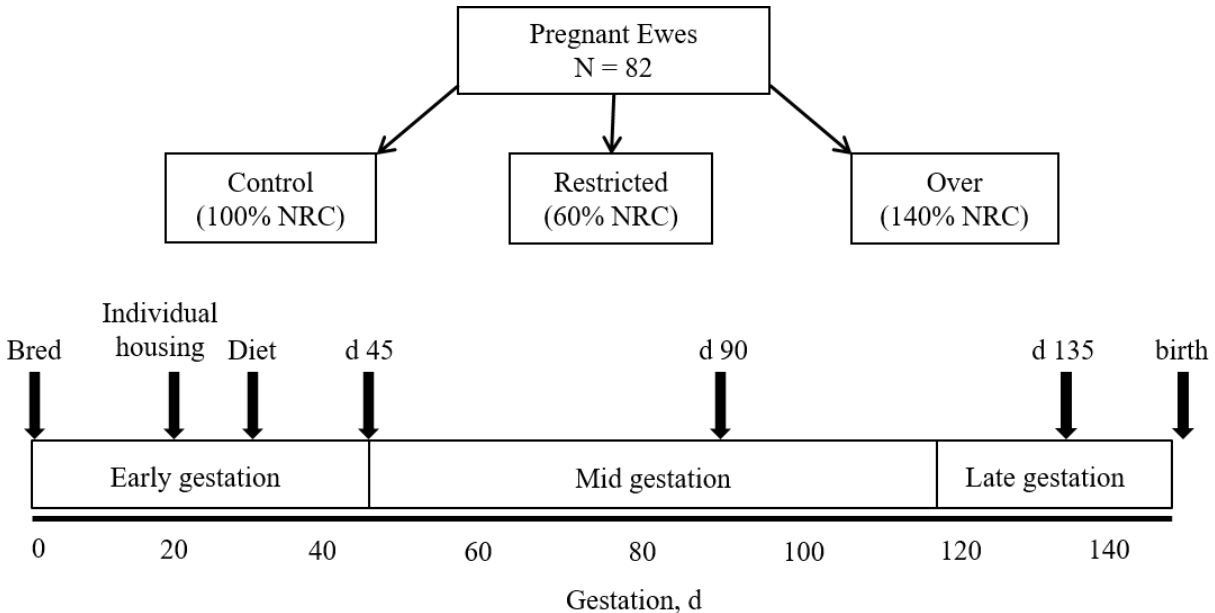 Pregnant Ewes
N = 82
Control
(100% NRC)
Restricted
(60% NRC)
Over
(140% NRC)
Bred
Individual
housing
Diet
d 45
d 90
d 135
birth
Early gestation
Mid gestation
Late gestation
0 20 40 60 80 100 120 140
Gestation, d